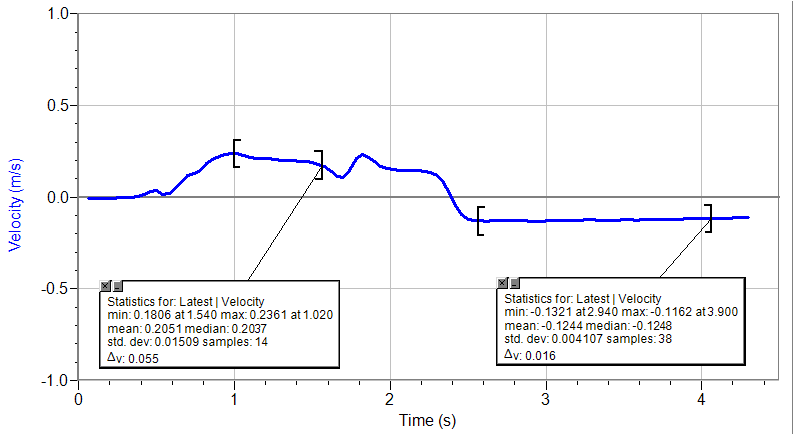 1.0
0.5
0.0
-0.5
-1.0
Velocity (m/s)
Statistics for: Latest | Velocity
min: 0.1806 at 1.540 max: 0.2361 at 1.020
mean: 0.2051 median: 0.2037
std. dev: 0.01509 samples: 14
Δv: 0.055
Statistics for: Latest | Velocity
min: -0.1321 at 2.940 max: -0.1162 at 3.900
mean: -0.1244 median: -0.1248
std. dev: 0.004107 samples: 38
Δv: 0.016
0 1 2 3 4
Time (s)